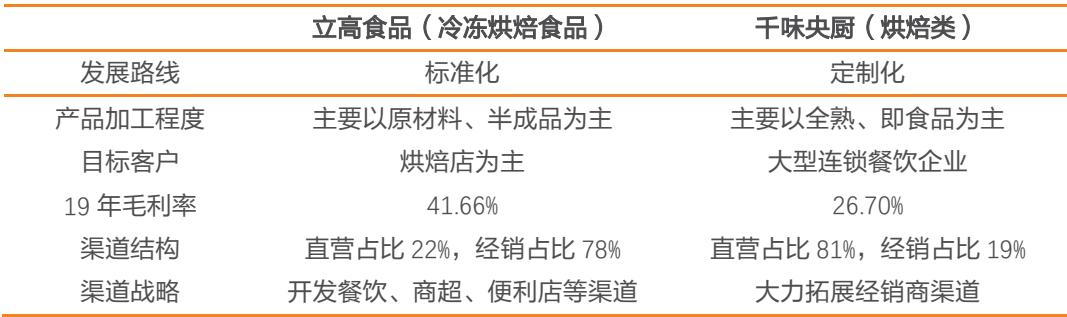 立高食品（冷冻烘焙食品） 千味央厨（烘焙类）
发展路线 标准化 定制化
产品加工程度 主要以原材料、半成品为主 主要以全熟、即食品为主
目标客户 烘焙店为主 大型连锁餐饮企业
19 年毛利率 41.66% 26.70%
渠道结构 直营占比 22%，经销占比 78% 直营占比 81%，经销占比 19%
渠道战略 开发餐饮、商超、便利店等渠道 大力拓展经销商渠道